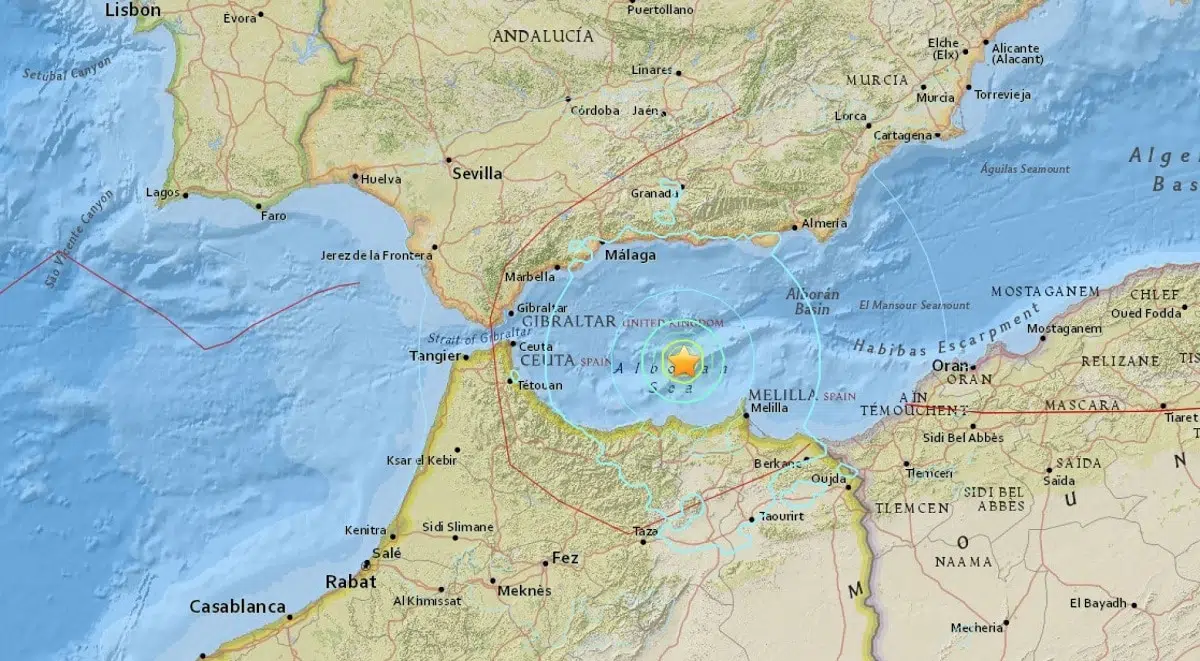 Lisbon
Évora
Puertollano
ANDALUCÍA
Elche
(Elx)
Alicante
(Alacant)
Setubal Canyon
Linares
MURCIA
Murcia
Torrevieja
Córdoba
Jaén
Lorca
Cartagena
Alge
Bas
Águilas Seamount
Sevilla
Huelva
Lagos
Faro
Granada
São Vicente Canyon
Almería
Jerez de la Frontera
Málaga
Marbella
Alborán
Basin
El Mansour Seamount
MOSTAGANEM
CHLEF
Oued Fodda
Gibraltar
GIBRALTAR UNITED KINGDOM
Mostaganem
Strait of Gibraltar
Habibas Escarpment
Ceuta
CEUTA SPAIN
Tangier
Alboran
Sea
Oran
ORAN
RELIZANE
TIS
Tétouan
MELILLA SPAIN
Melilla
AIN
TÉMOUCHENT
MASCARA
Tiaret
T
Sidi Bel Abbès
Ksar el Kebir
Berkane
Oujda
Tlemcen
SAÏDA
Saïda
N
TLEMCEN
SIDI BEL
ABBÈS
U
Taourirt
Kenitra
Sidi Slimane
Taza
O
NAAMA
Salé
Rabat
Fez
Meknès
Al Khmissat
M
Casablanca
El Bayadh
Mecheria